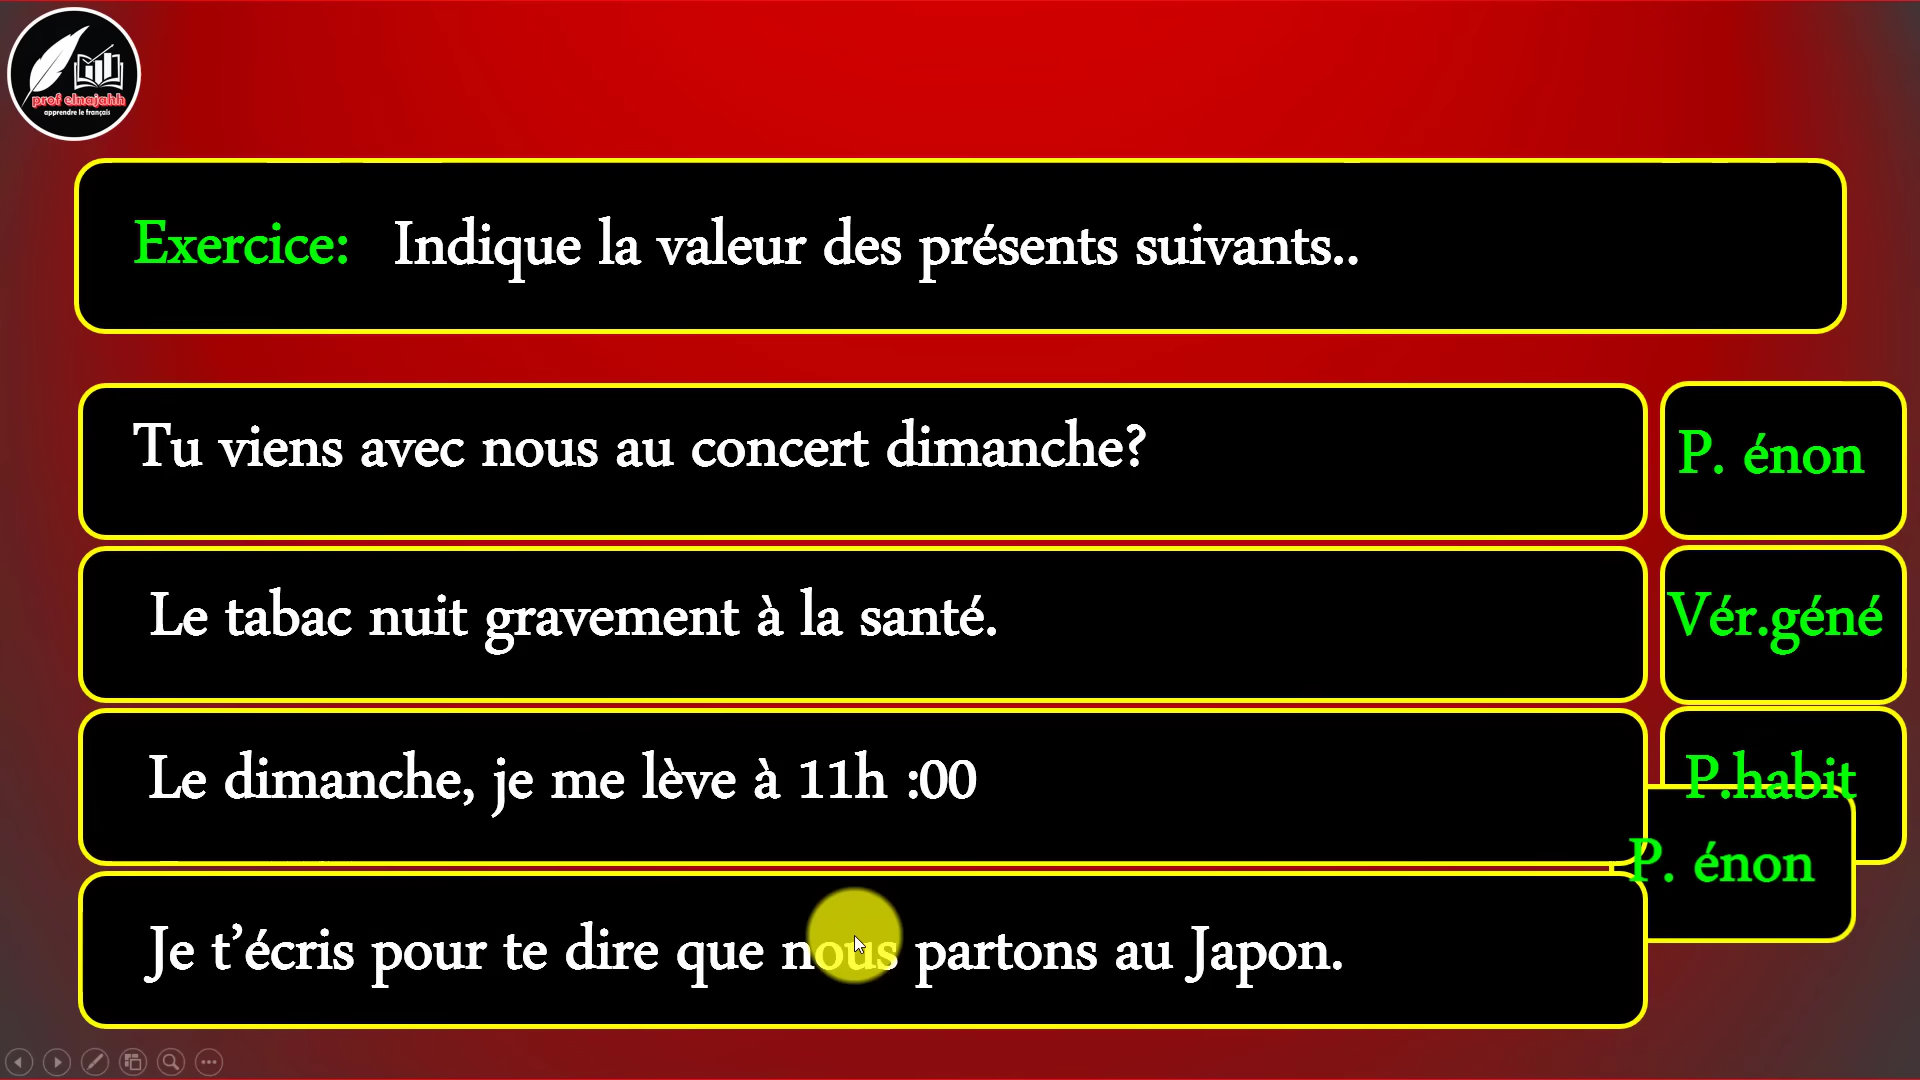 prof elnajahh
apprendre le français
Exercice: Indique la valeur des présents suivants..
Tu viens avec nous au concert dimanche?
P. énon
Le tabac nuit gravement à la santé.
Vér.géné
Le dimanche, je me lève à 11h :00
P.habit
P. énon
Je t’écris pour te dire que nous partons au Japon.